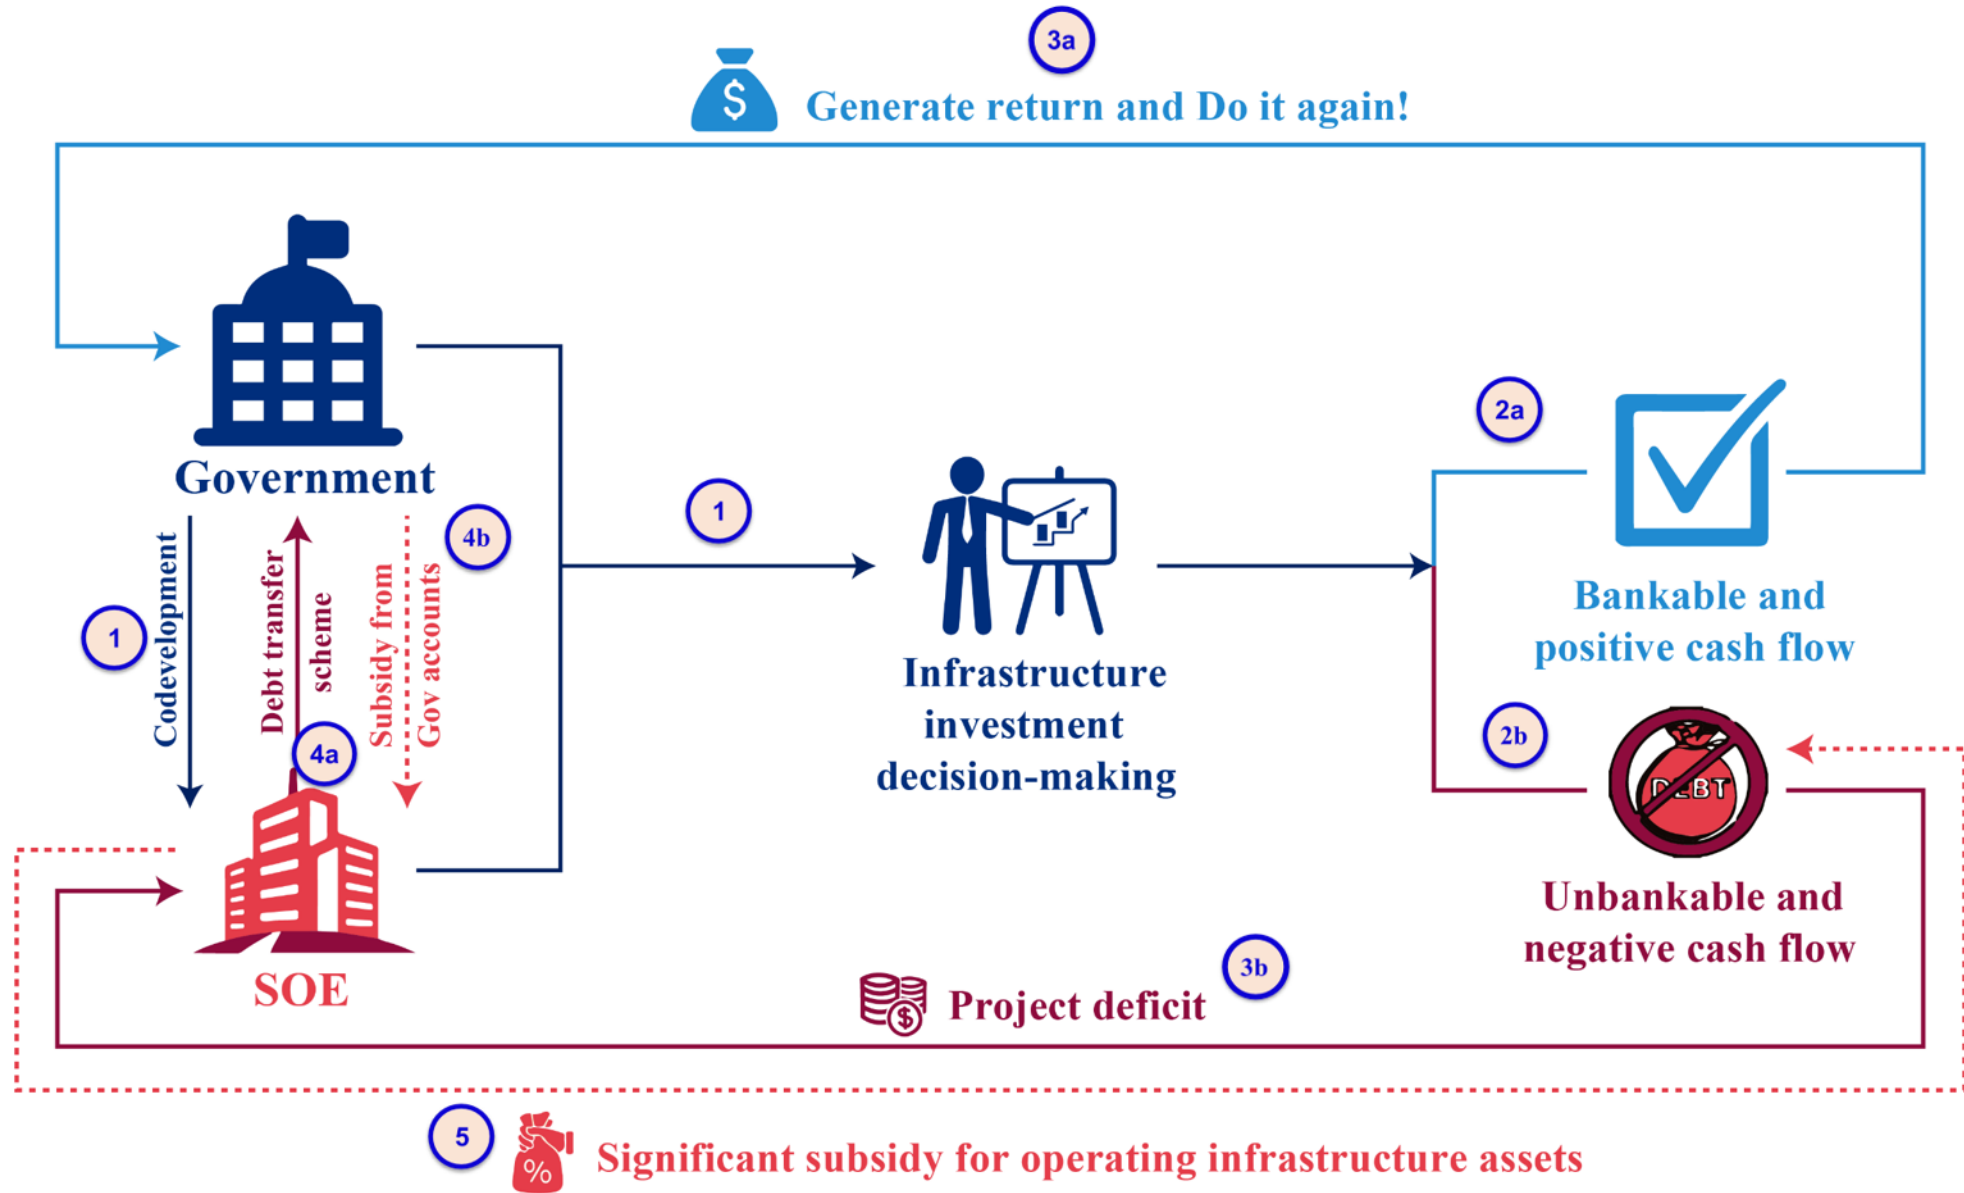 3a
$
Generate return and Do it again!
Government
4b
1
Codevelopment
Debt transfer
scheme
Subsidy from
Gov accounts
4a
SOE
1
Infrastructure
investment
decision-making
2a
Bankable and
positive cash flow
2b
DEBT
Unbankable and
negative cash flow
3b
$
Project deficit
5
%
Significant subsidy for operating infrastructure assets